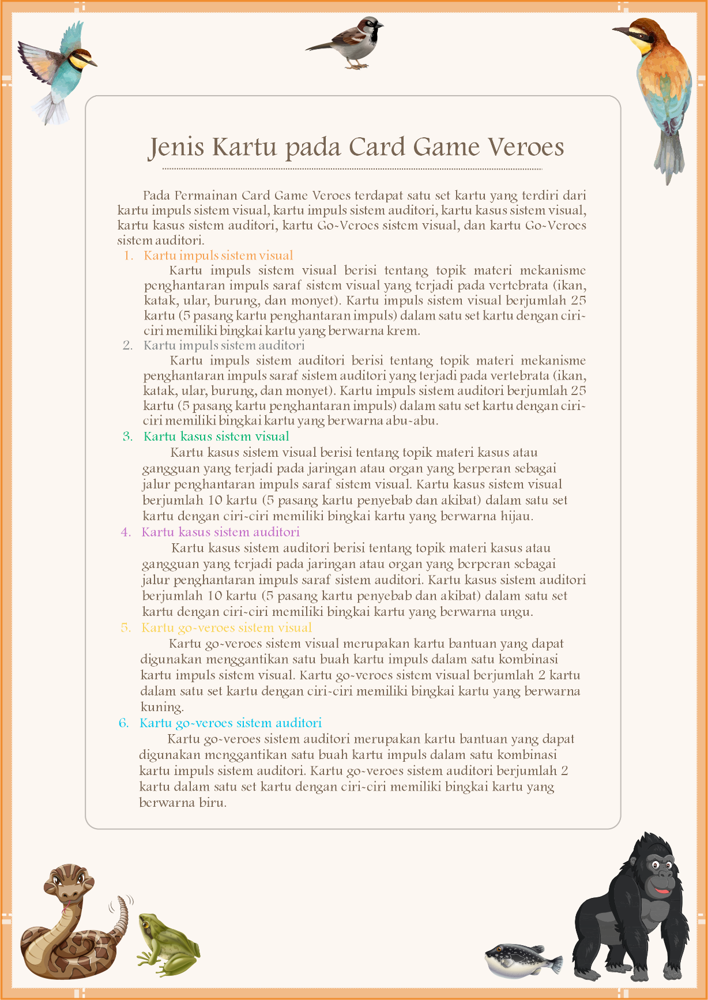 Jenis Kartu pada Card Game Veroes
Pada Permainan Card Game Veroes terdapat satu set kartu yang terdiri dari
kartu impuls sistem visual, kartu impuls sistem auditori, kartu kasus sistem visual,
kartu kasus sistem auditori, kartu Go-Veroes sistem visual, dan kartu Go-Veroes
sistem auditori.
1. Kartu impuls sistem visual
Kartu impuls sistem visual berisi tentang topik materi mekanisme
penghantaran impuls saraf sistem visual yang terjadi pada vertebrata (ikan,
katak, ular, burung, dan monyet). Kartu impuls sistem visual berjumlah 25
kartu (5 pasang kartu penghantaran impuls) dalam satu set kartu dengan ciri-
ciri memiliki bingkai kartu yang berwarna krem.
2. Kartu impuls sistem auditori
Kartu impuls sistem auditori berisi tentang topik materi mekanisme
penghantaran impuls saraf sistem auditori yang terjadi pada vertebrata (ikan,
katak, ular, burung, dan monyet). Kartu impuls sistem auditori berjumlah 25
kartu (5 pasang kartu penghantaran impuls) dalam satu set kartu dengan ciri-
ciri memiliki bingkai kartu yang berwarna abu-abu.
3. Kartu kasus sistem visual
Kartu kasus sistem visual berisi tentang topik materi kasus atau
gangguan yang terjadi pada jaringan atau organ yang berperan sebagai
jalur penghantaran impuls saraf sistem visual. Kartu kasus sistem visual
berjumlah 10 kartu (5 pasang kartu penyebab dan akibat) dalam satu set
kartu dengan ciri-ciri memiliki bingkai kartu yang berwarna hijau.
4. Kartu kasus sistem auditori
Kartu kasus sistem auditori berisi tentang topik materi kasus atau
gangguan yang terjadi pada jaringan atau organ yang berperan sebagai
jalur penghantaran impuls saraf sistem auditori. Kartu kasus sistem auditori
berjumlah 10 kartu (5 pasang kartu penyebab dan akibat) dalam satu set
kartu dengan ciri-ciri memiliki bingkai kartu yang berwarna ungu.
5. Kartu go-veroes sistem visual
Kartu go-veroes sistem visual merupakan kartu bantuan yang dapat
digunakan menggantikan satu buah kartu impuls dalam satu kombinasi
kartu impuls sistem visual. Kartu go-veroes sistem visual berjumlah 2 kartu
dalam satu set kartu dengan ciri-ciri memiliki bingkai kartu yang berwarna
kuning.
6. Kartu go-veroes sistem auditori
Kartu go-veroes sistem auditori merupakan kartu bantuan yang dapat
digunakan menggantikan satu buah kartu impuls dalam satu kombinasi
kartu impuls sistem auditori. Kartu go-veroes sistem auditori berjumlah 2
kartu dalam satu set kartu dengan ciri-ciri memiliki bingkai kartu yang
berwarna biru.